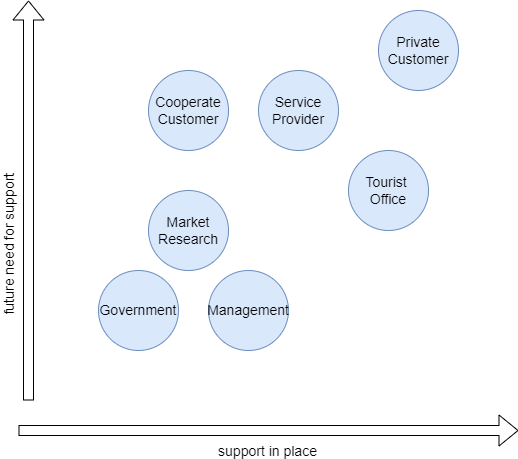 Private
Customer
Cooperate
Customer
Service
Provider
Tourist
Office
Market
Research
Government
Management
future need for support
support in place